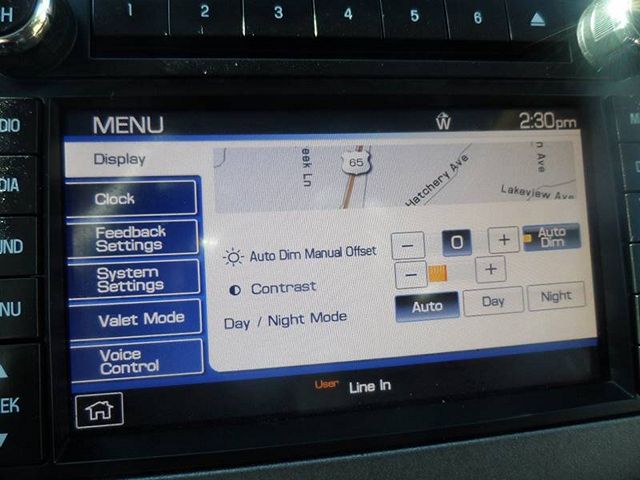 1 2 3 4 5 6
MENU W 2:30pm
Display
65
Hatchery Ave
Lakeview Ave
Clock
Feedback
Settings
Auto Dim Manual Offset − 0 + Auto
Dim
System
Settings
Contrast − +
Valet Mode
Day / Night Mode Auto Day Night
Voice
Control
User Line In